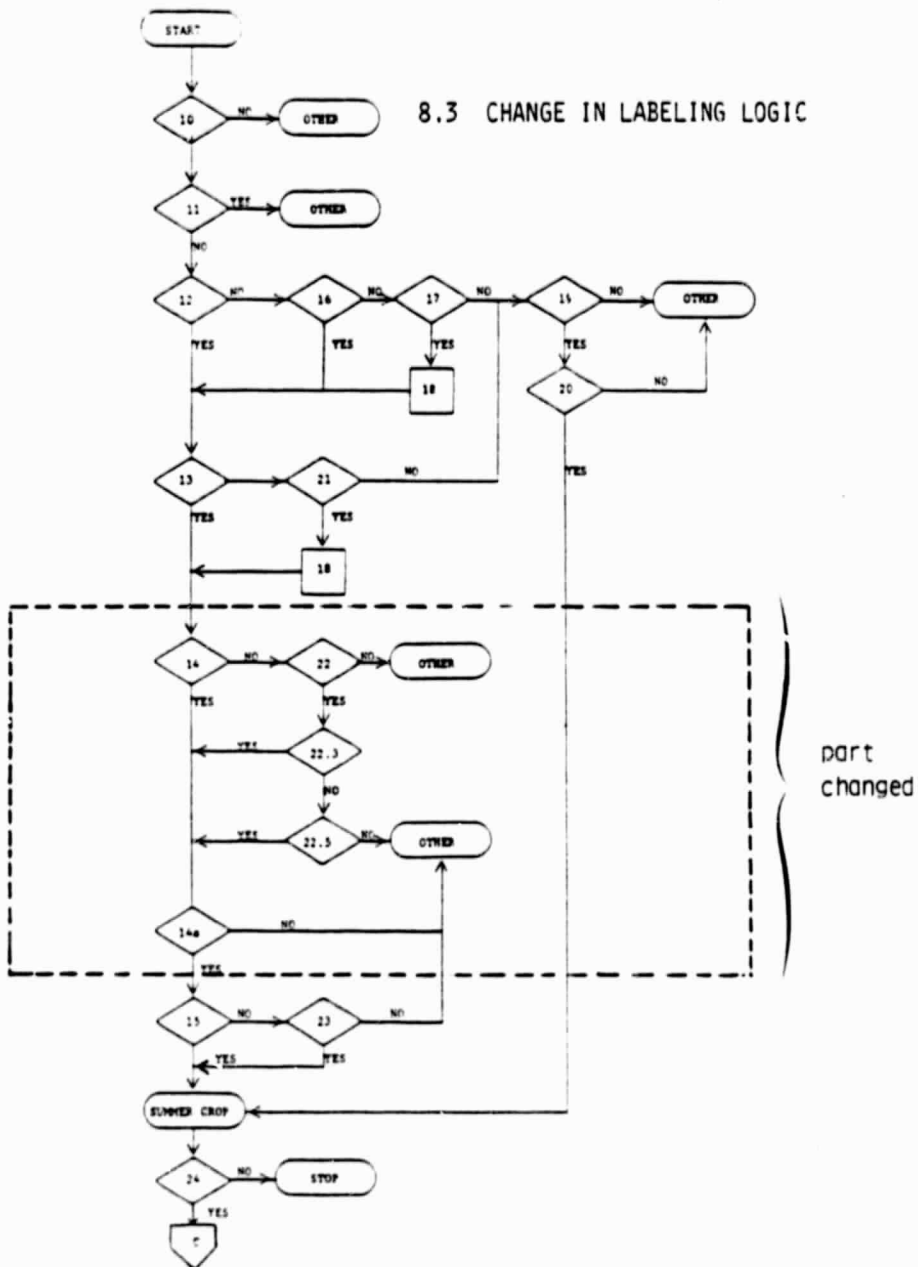 START
10 NO OTHER
8.3 CHANGE IN LABELING LOGIC
11 YES OTHER
NO
12 NO 16 NO 17 NO 19 NO OTHER
YES YES YES YES
18 20 NO
13 21 NO YES
YES YES
18
14 NO 22 NO OTHER
YES YES
YES 22.3
part
changed
NO
YES 22.5 NO OTHER
14a NO
YES
15 NO 23 NO
YES YES
SUMMER CROP
24 NO STOP
YES